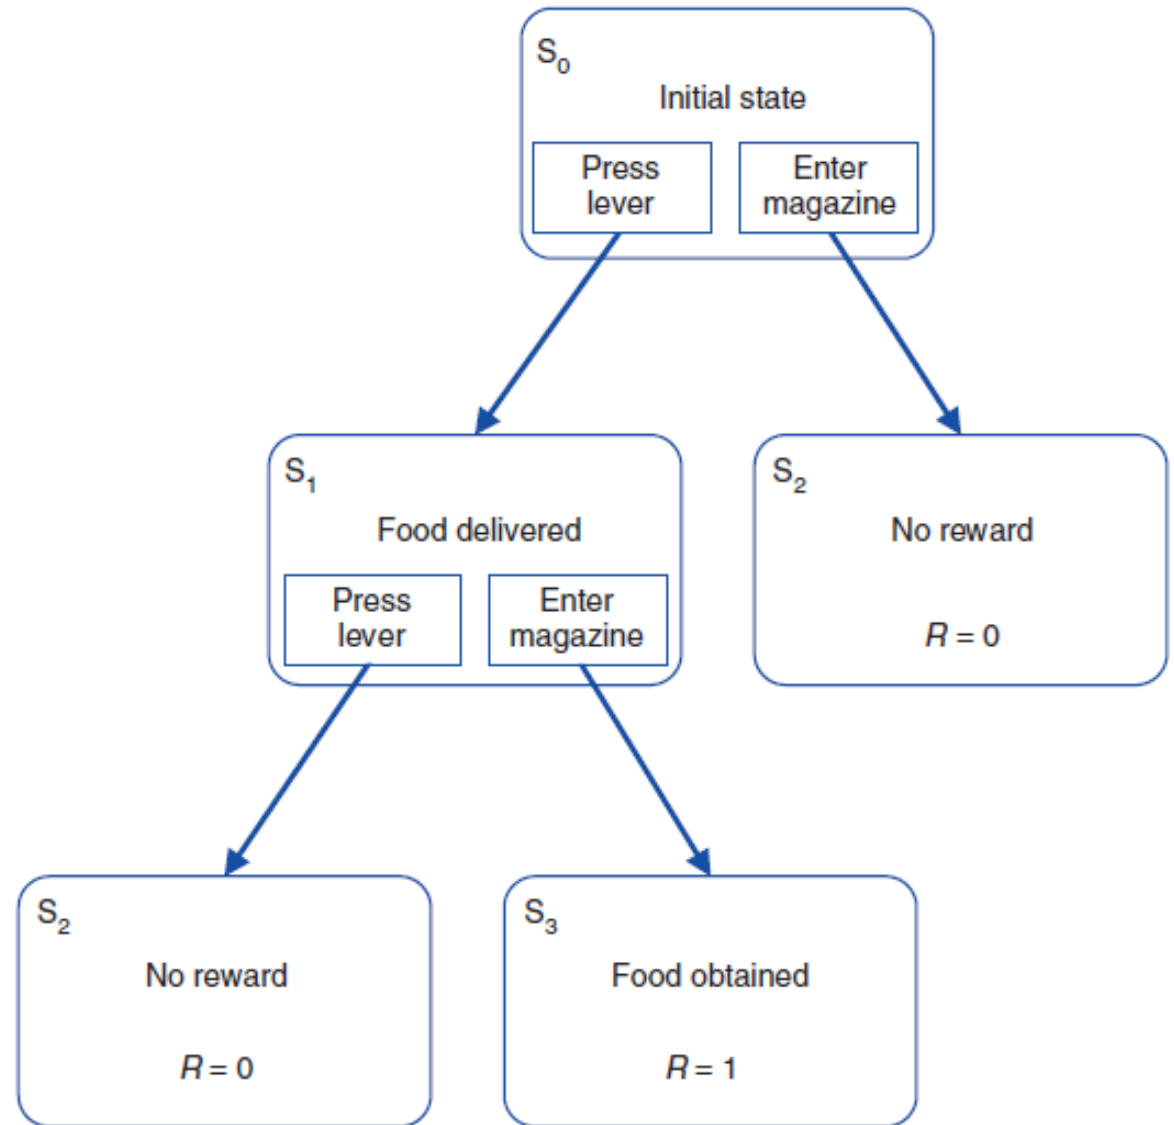 S₀
Initial state
Press
lever
Enter
magazine
S₁
Food delivered
Press
lever
Enter
magazine
S₂
No reward
R = 0
S₂
No reward
R = 0
S₃
Food obtained
R = 1